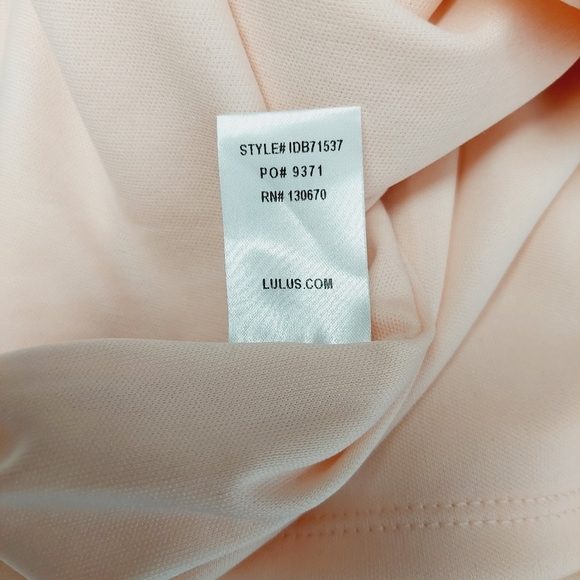 STYLE# IDB71537
PO# 9371
RN# 130670
LULUS.COM